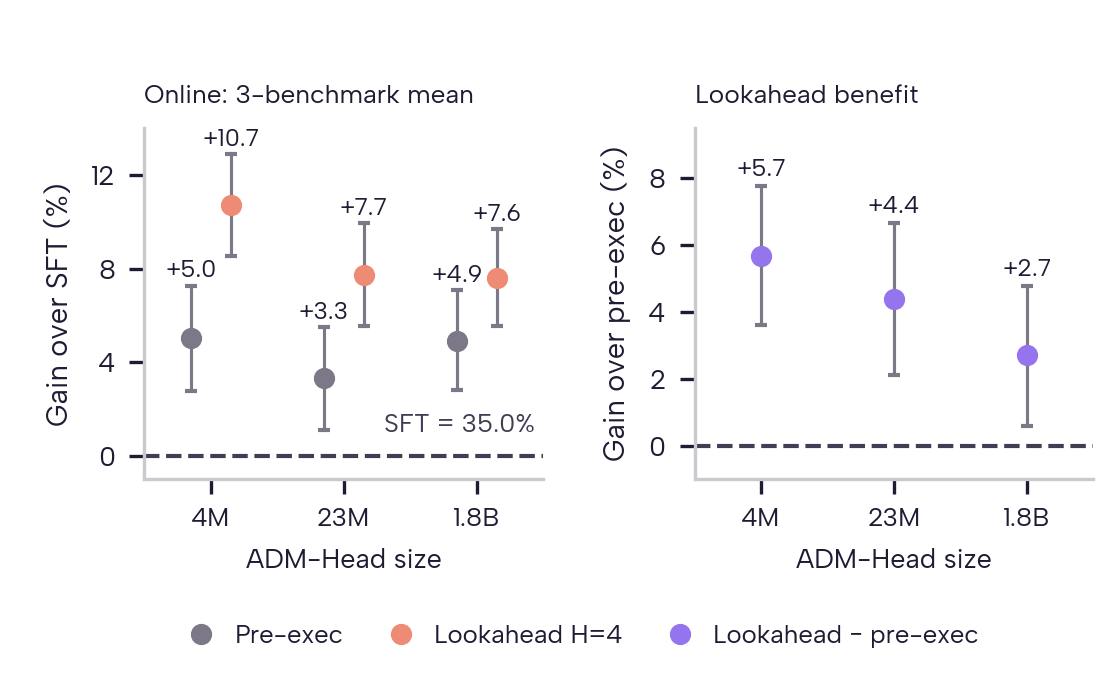 Online: 3-benchmark mean
Gain over SFT (%)
12
8
4
0
+5.0
+10.7
+3.3
+7.7
+4.9
+7.6
SFT = 35.0%
4M
23M
1.8B
ADM-Head size
Lookahead benefit
Gain over pre-exec (%)
8
6
4
2
0
+5.7
+4.4
+2.7
4M
23M
1.8B
ADM-Head size
Pre-exec
Lookahead H=4
Lookahead - pre-exec